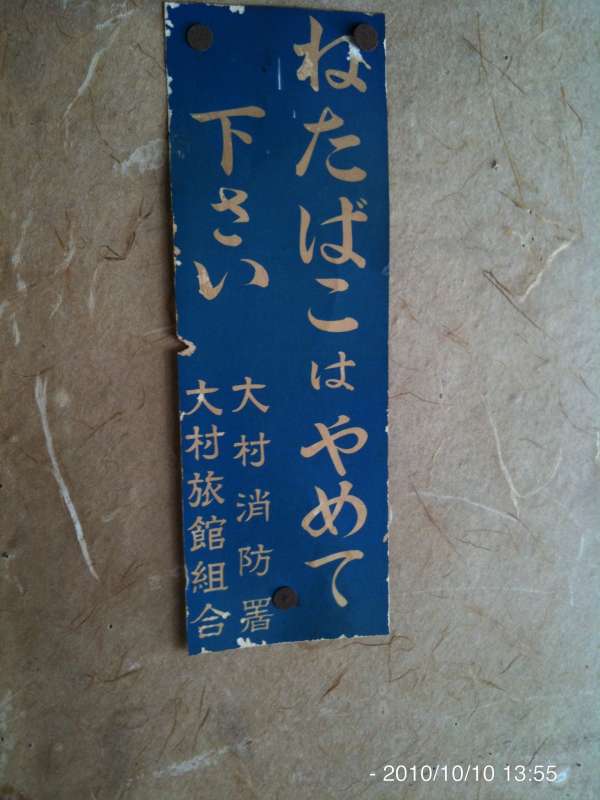 ねたばこはやめて
下さい
大村消防署
大村旅館組合
- 2010/10/10 13:55